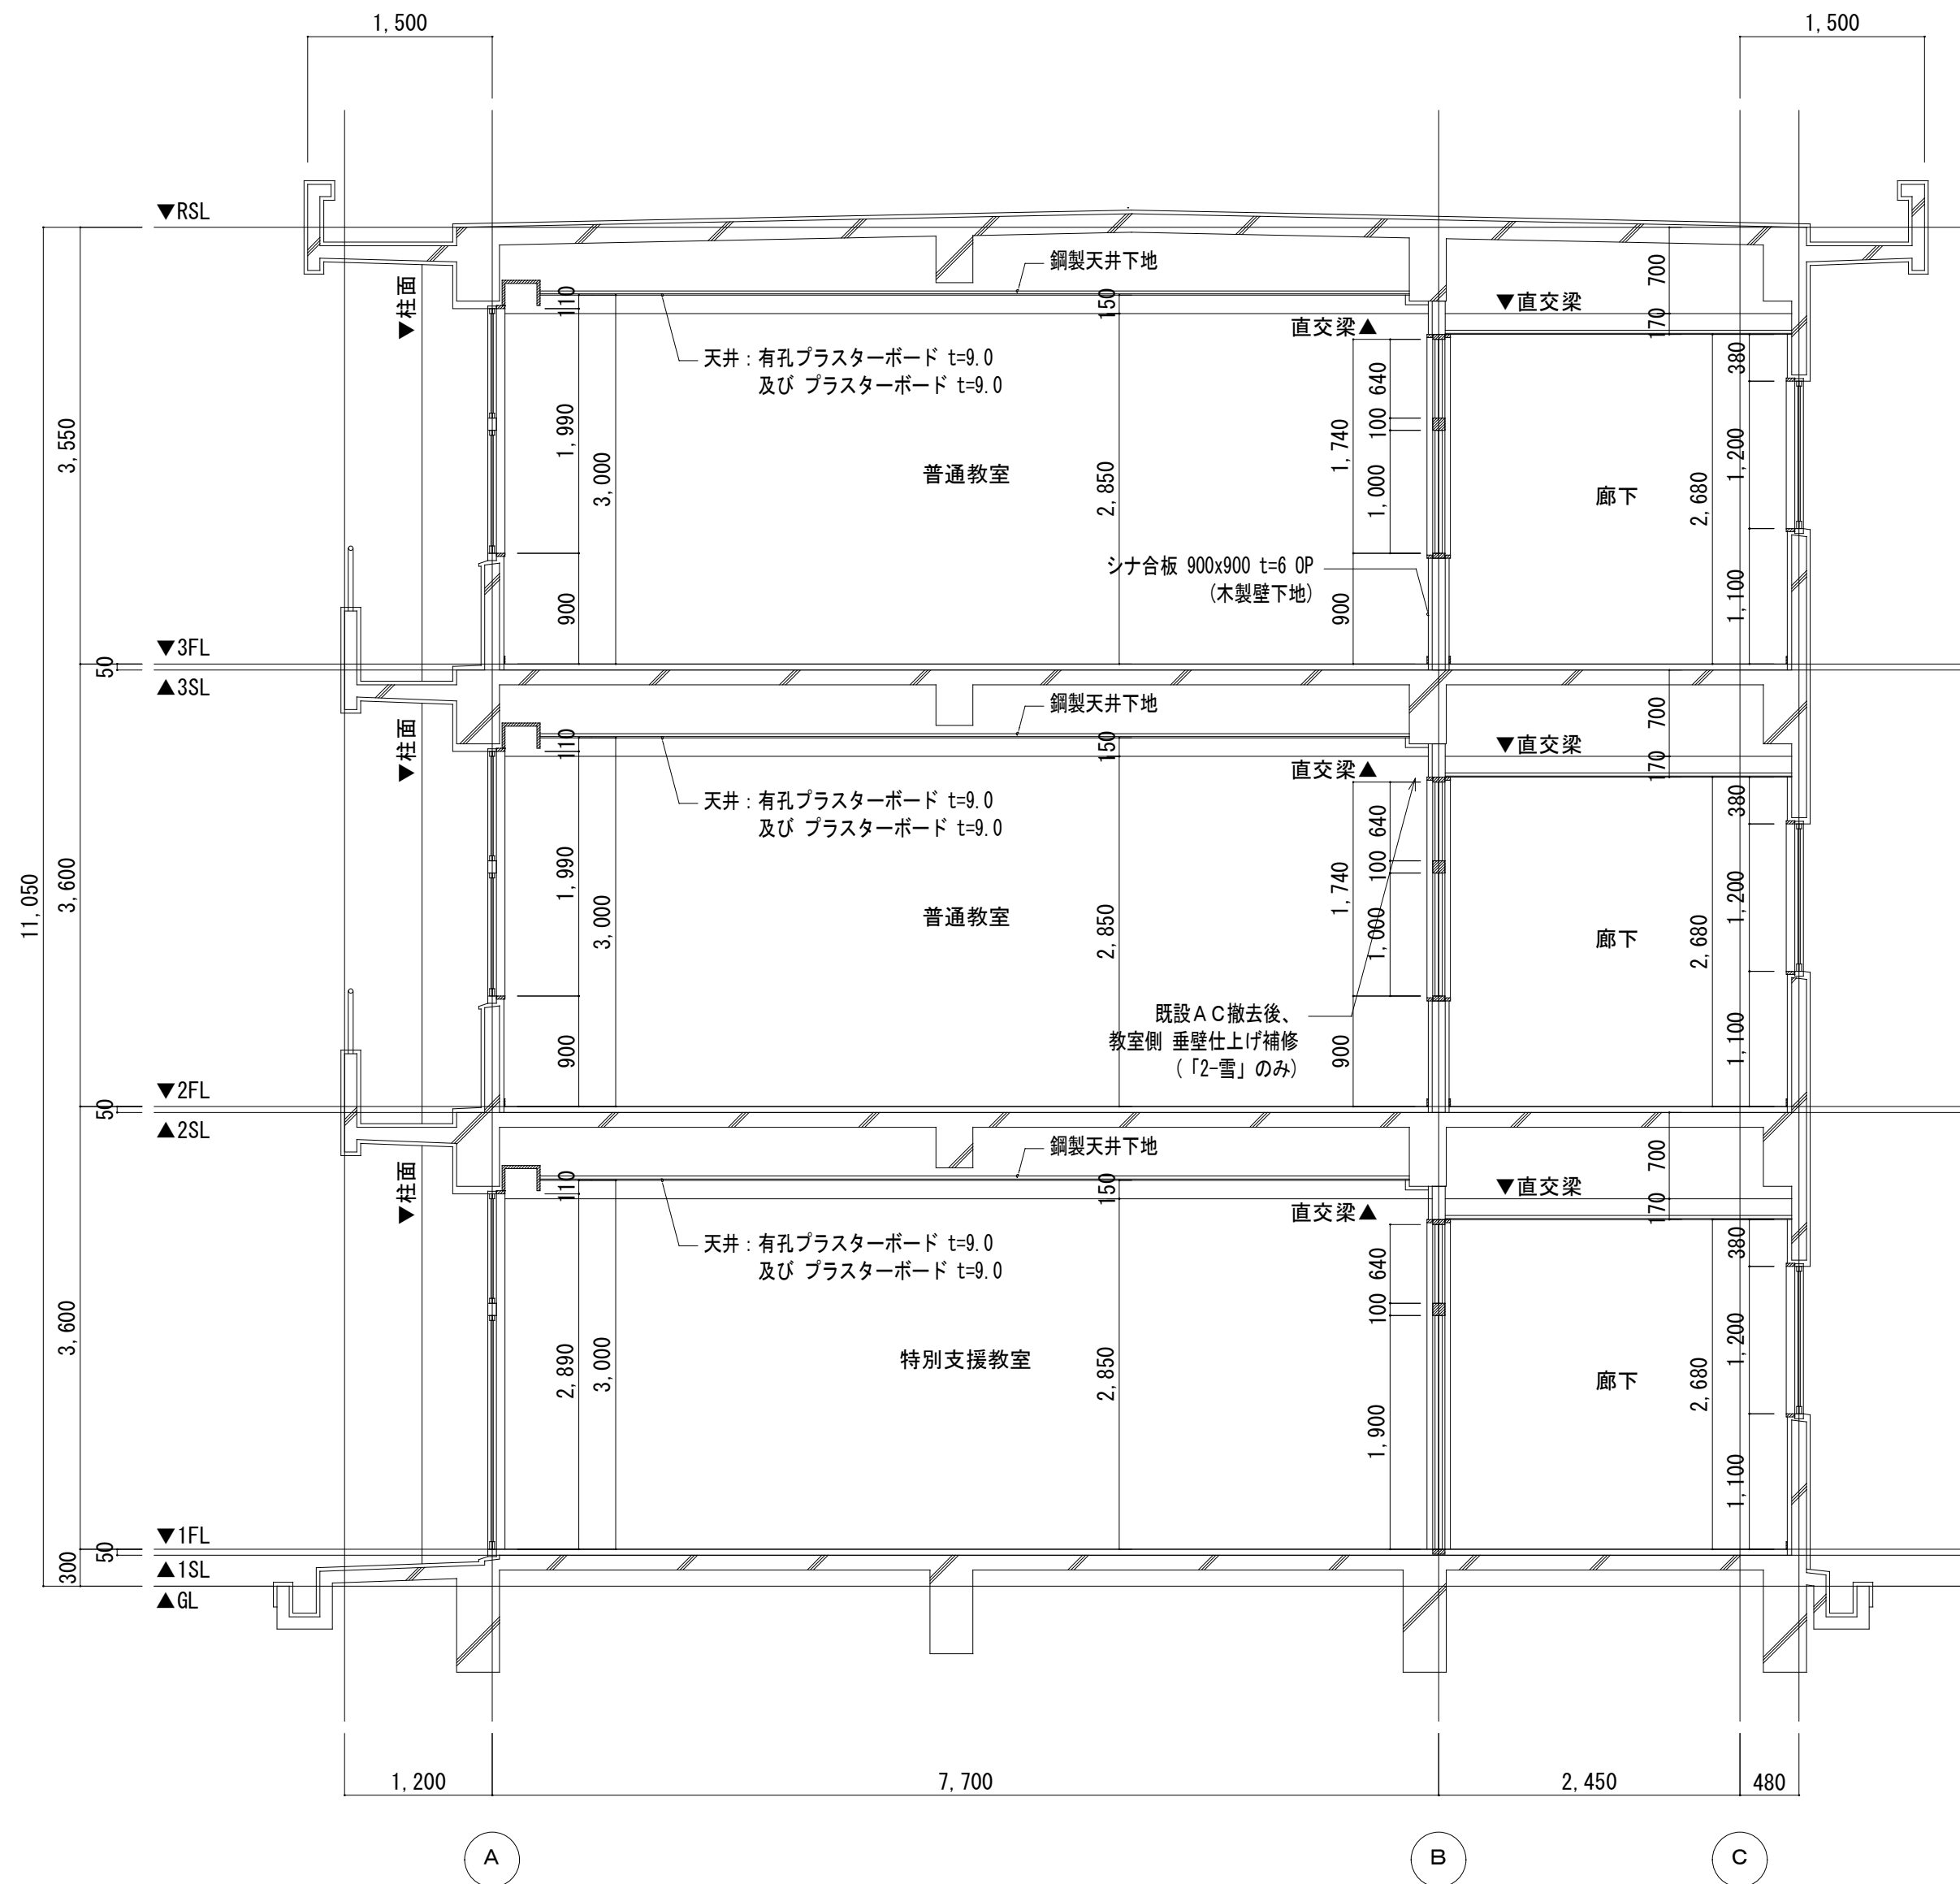 1,500
1,500
▼RSL
鋼製天井下地
▼柱面
110
150
700
▼直交梁
直交梁▲
170
天井：有孔プラスターボード t=9.0
及び プラスターボード t=9.0
380
640
100
3,550
1,990
3,000
普通教室
2,850
1,740
1,000
廊下
2,680
1,200
シナ合板 900x900 t=6 OP
(木製壁下地)
900
900
1,100
▼3FL
50
▲3SL
鋼製天井下地
▼柱面
110
150
700
▼直交梁
直交梁▲
170
天井：有孔プラスターボード t=9.0
及び プラスターボード t=9.0
380
640
100
11,050
3,600
1,990
3,000
普通教室
2,850
1,740
1,000
廊下
2,680
1,200
既設ＡＣ撤去後、
教室側 垂壁仕上げ補修
(「2-雪」のみ)
900
900
1,100
▼2FL
50
▲2SL
鋼製天井下地
▼柱面
110
150
700
▼直交梁
直交梁▲
170
天井：有孔プラスターボード t=9.0
及び プラスターボード t=9.0
380
640
100
3,600
2,890
3,000
特別支援教室
2,850
1,900
廊下
2,680
1,200
1,100
▼1FL
50
300
▲1SL
▲GL
1,200
7,700
2,450
480
A
B
C